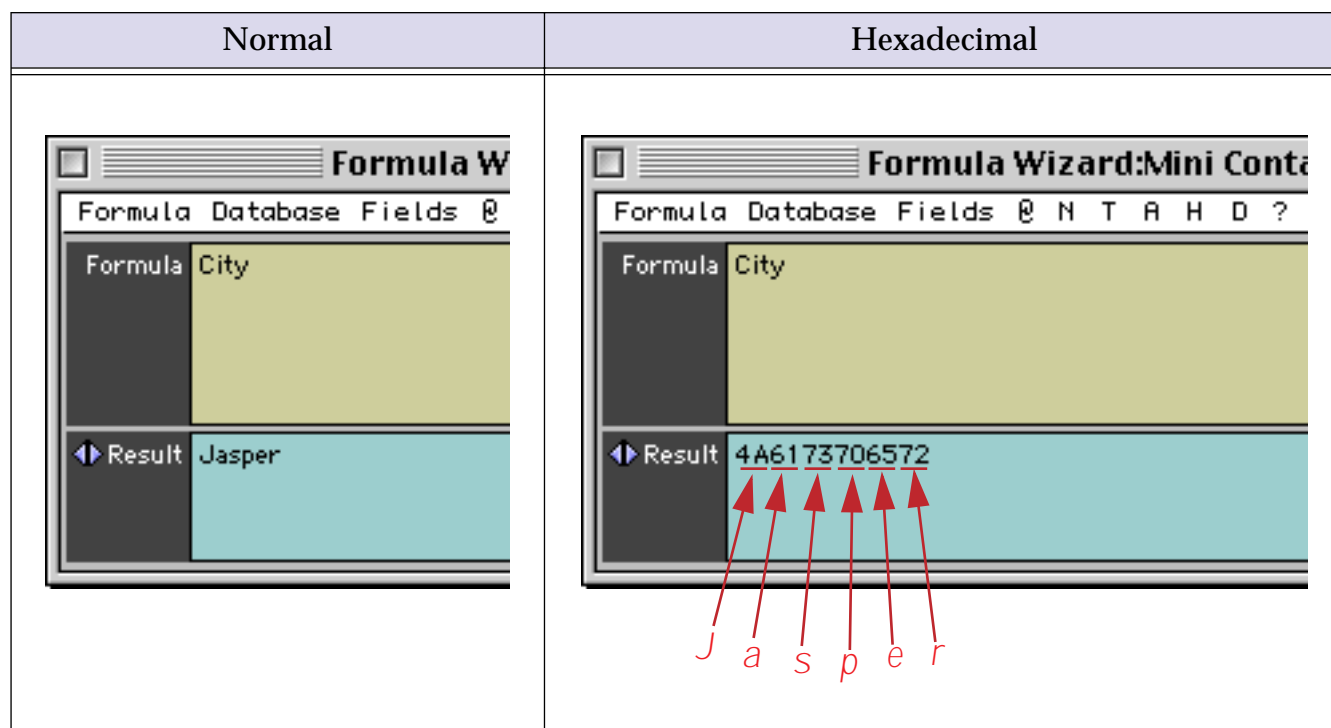 Normal
Hexadecimal
Formula W
Formula Database Fields @
Formula City
Result Jasper
Formula Wizard:Mini Conta
Formula Database Fields @ N T A H D ?
Formula City
Result 4A6173706572
J a s p e r